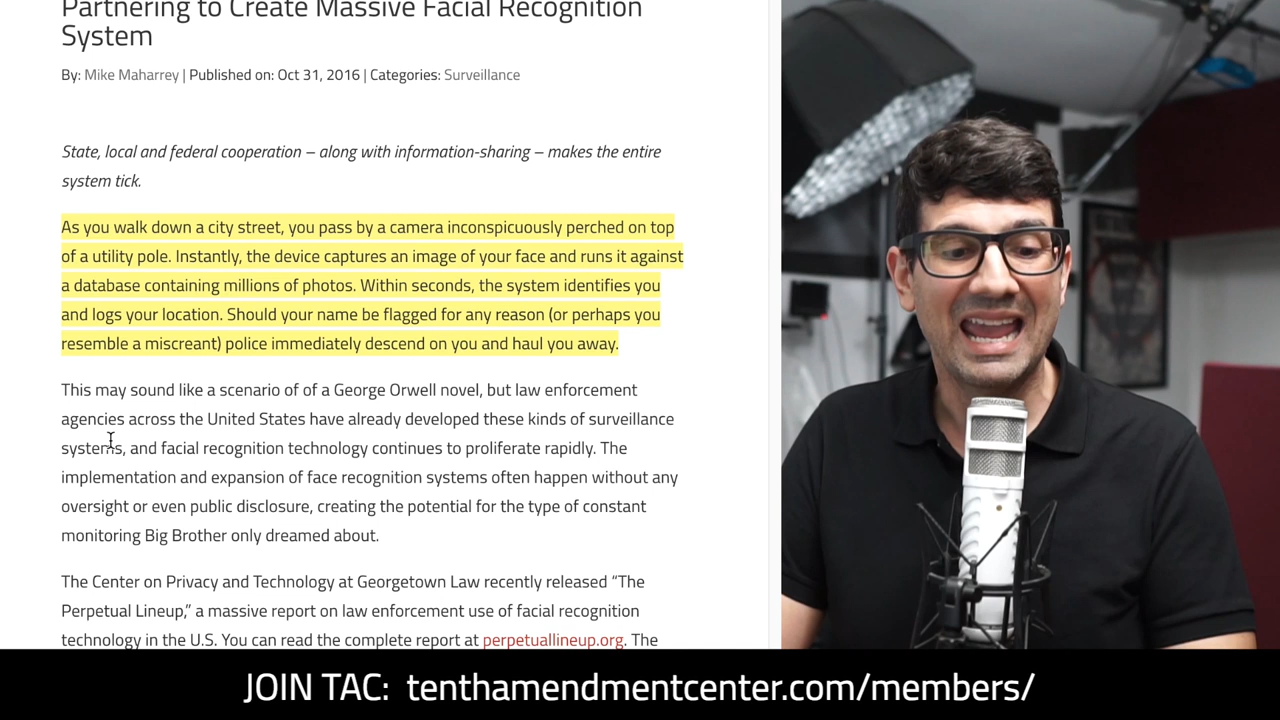 Partnering to Create Massive Facial Recognition
System
By: Mike Maharrey | Published on: Oct 31, 2016 | Categories: Surveillance
State, local and federal cooperation – along with information-sharing – makes the entire
system tick.
As you walk down a city street, you pass by a camera inconspicuously perched on top
of a utility pole. Instantly, the device captures an image of your face and runs it against
a database containing millions of photos. Within seconds, the system identifies you
and logs your location. Should your name be flagged for any reason (or perhaps you
resemble a miscreant) police immediately descend on you and haul you away.
This may sound like a scenario of of a George Orwell novel, but law enforcement
agencies across the United States have already developed these kinds of surveillance
systems, and facial recognition technology continues to proliferate rapidly. The
implementation and expansion of face recognition systems often happen without any
oversight or even public disclosure, creating the potential for the type of constant
monitoring Big Brother only dreamed about.
The Center on Privacy and Technology at Georgetown Law recently released “The
Perpetual Lineup,” a massive report on law enforcement use of facial recognition
technology in the U.S. You can read the complete report at perpetuallineup.org. The
JOIN TAC: tenthamendmentcenter.com/members/